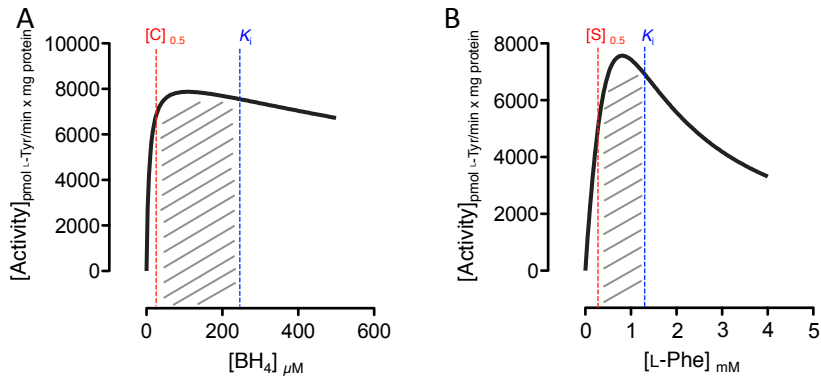 A
[C] 0.5
Ki
[Activity]pmol L-Tyr/min x mg protein
10000
8000
6000
4000
2000
0
0
200
400
600
[BH4] µM
B
[S] 0.5
Ki
[Activity]pmol L-Tyr/min x mg protein
8000
6000
4000
2000
0
0
1
2
3
4
5
[L-Phe] mM